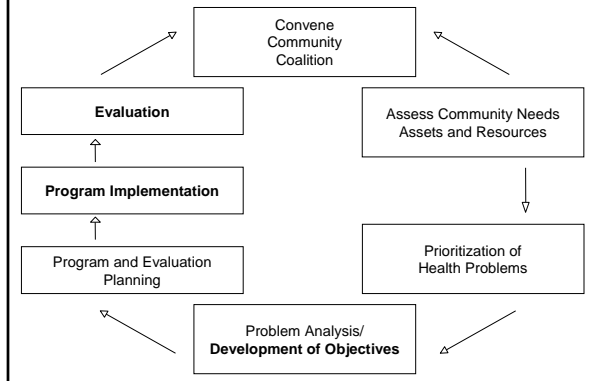 Convene
Community
Coalition
Evaluation
Assess Community Needs
Assets and Resources
Program Implementation
Program and Evaluation
Planning
Prioritization of
Health Problems
Problem Analysis/
Development of Objectives